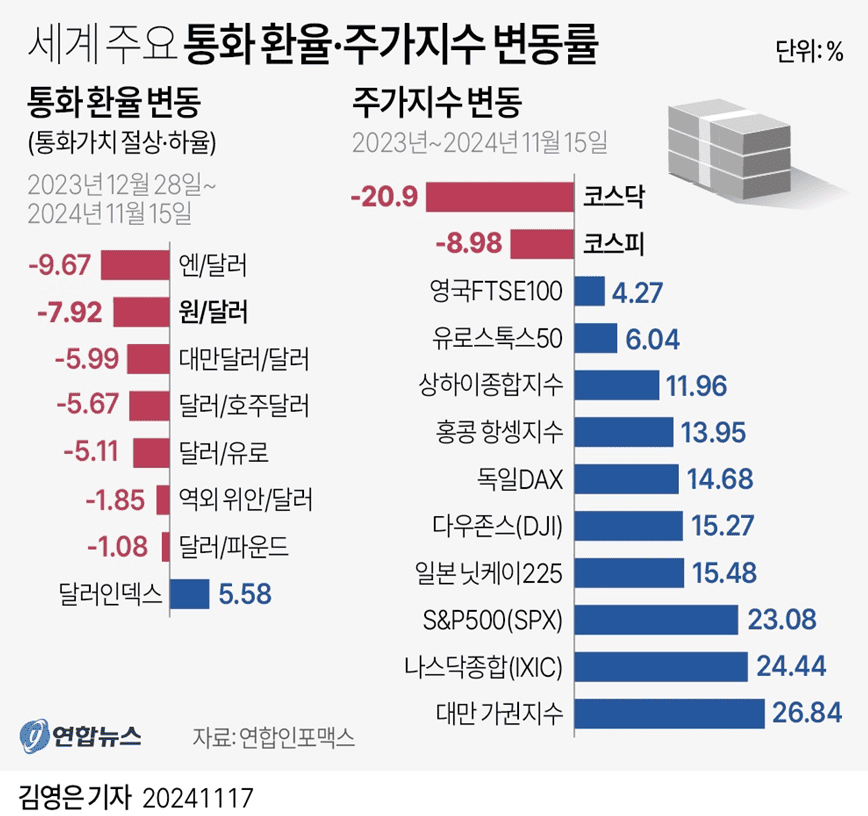 세계 주요 통화 환율·주가지수 변동률
단위: %
통화 환율 변동
(통화가치 절상·하율)
2023년 12월 28일~
2024년 11월 15일
-9.67 엔/달러
-7.92 원/달러
-5.99 대만달러/달러
-5.67 달러/호주달러
-5.11 달러/유로
-1.85 역외 위안/달러
-1.08 달러/파운드
달러인덱스 5.58
주가지수 변동
2023년~2024년 11월 15일
-20.9 코스닥
-8.98 코스피
영국FTSE100 4.27
유로스톡스50 6.04
상하이종합지수 11.96
홍콩 항셍지수 13.95
독일DAX 14.68
다우존스(DJI) 15.27
일본 닛케이225 15.48
S&P500(SPX) 23.08
나스닥종합(IXIC) 24.44
대만 가권지수 26.84
연합뉴스
자료: 연합인포맥스
김영은 기자 20241117